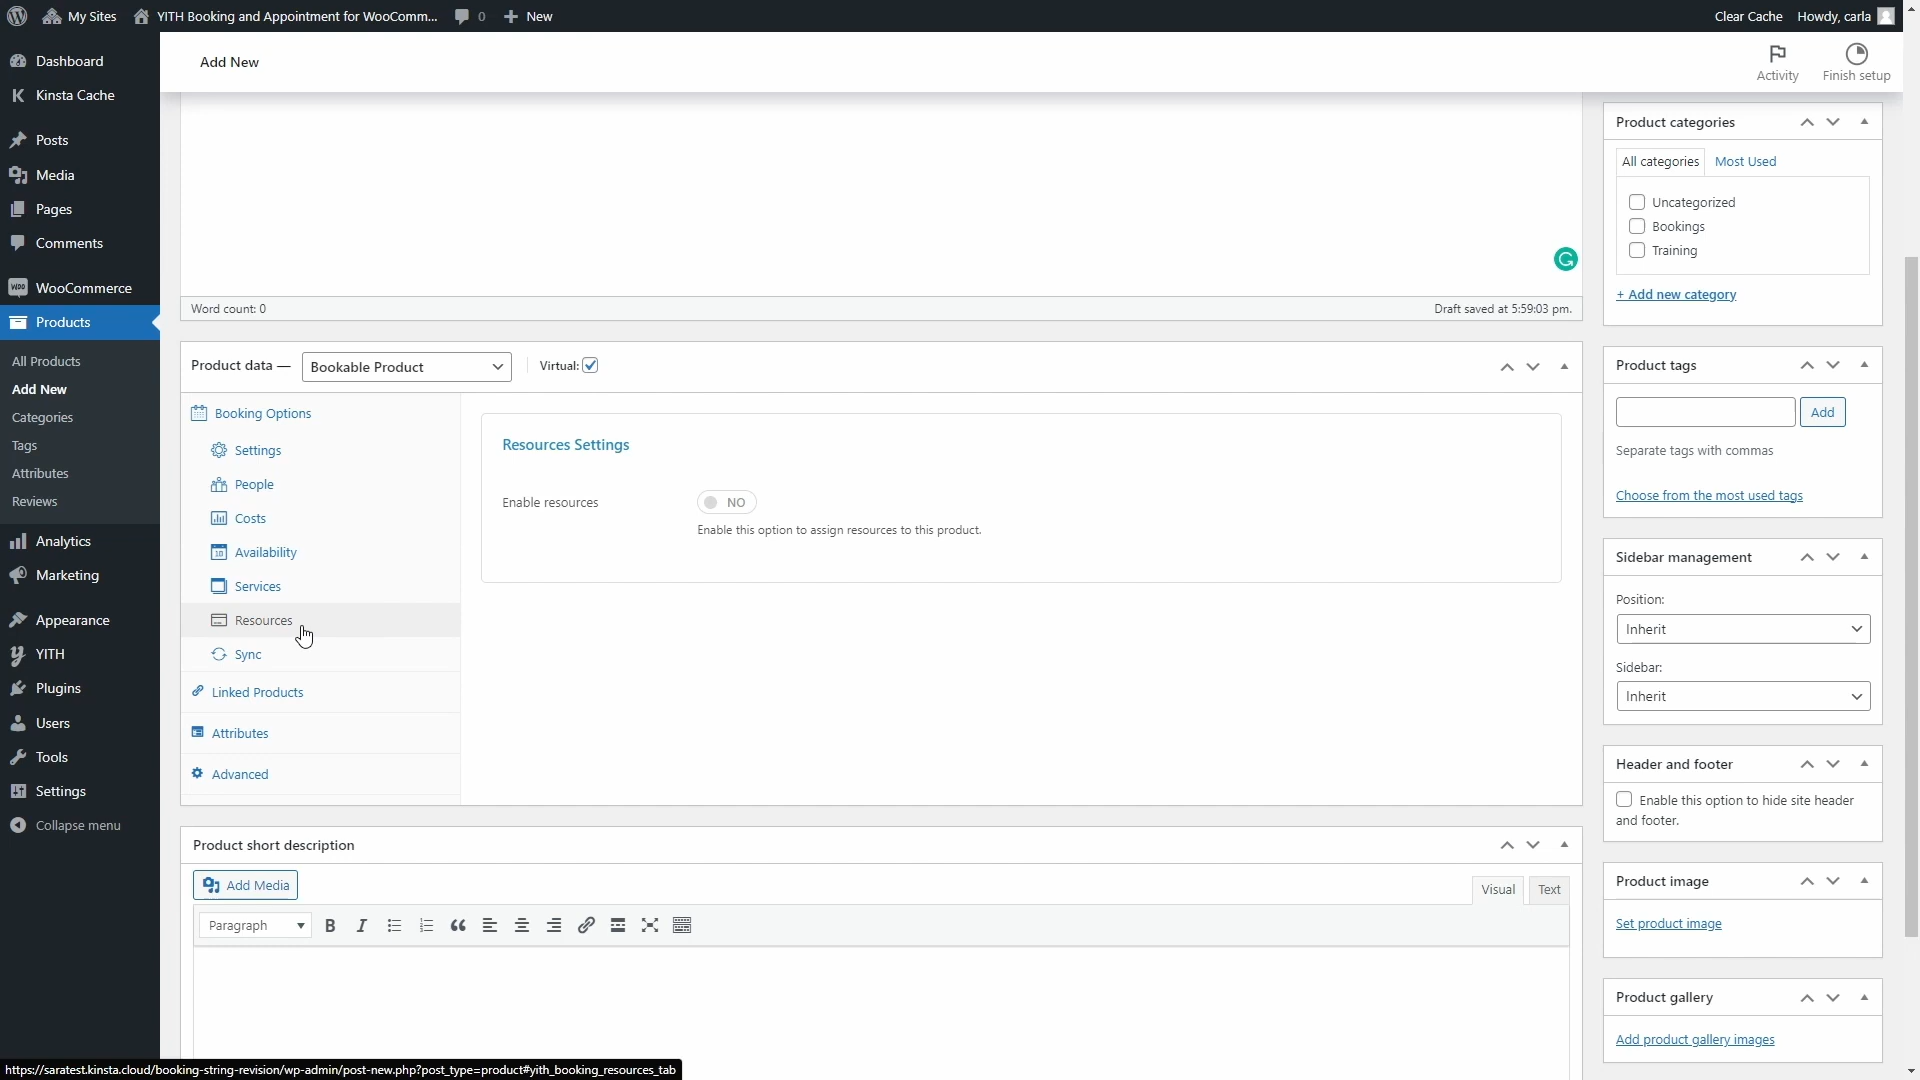 My Sites
YITH Booking and Appointment for WooComm...
0
New
Clear Cache
Howdy, carla
Dashboard
Kinsta Cache
Posts
Media
Pages
Comments
WooCommerce
Products
All Products
Add New
Categories
Tags
Attributes
Reviews
Analytics
Marketing
Appearance
YITH
Plugins
Users
Tools
Settings
Collapse menu
Add New
Activity
Finish setup
Word count: 0
Draft saved at 5:59:03 pm.
Product data —
Bookable Product
Virtual:
Booking Options
Settings
People
Costs
Availability
Services
Resources
Sync
Linked Products
Attributes
Advanced
Resources Settings
Enable resources
NO
Enable this option to assign resources to this product.
Product short description
Add Media
Visual
Text
Paragraph
Product categories
All categories
Most Used
Uncategorized
Bookings
Training
+ Add new category
Product tags
Add
Separate tags with commas
Choose from the most used tags
Sidebar management
Position:
Inherit
Sidebar:
Inherit
Header and footer
Enable this option to hide site header
and footer.
Product image
Set product image
Product gallery
Add product gallery images
https://saratest.kinsta.cloud/booking-string-revision/wp-admin/post-new.php?post_type=product#yith_booking_resources_tab